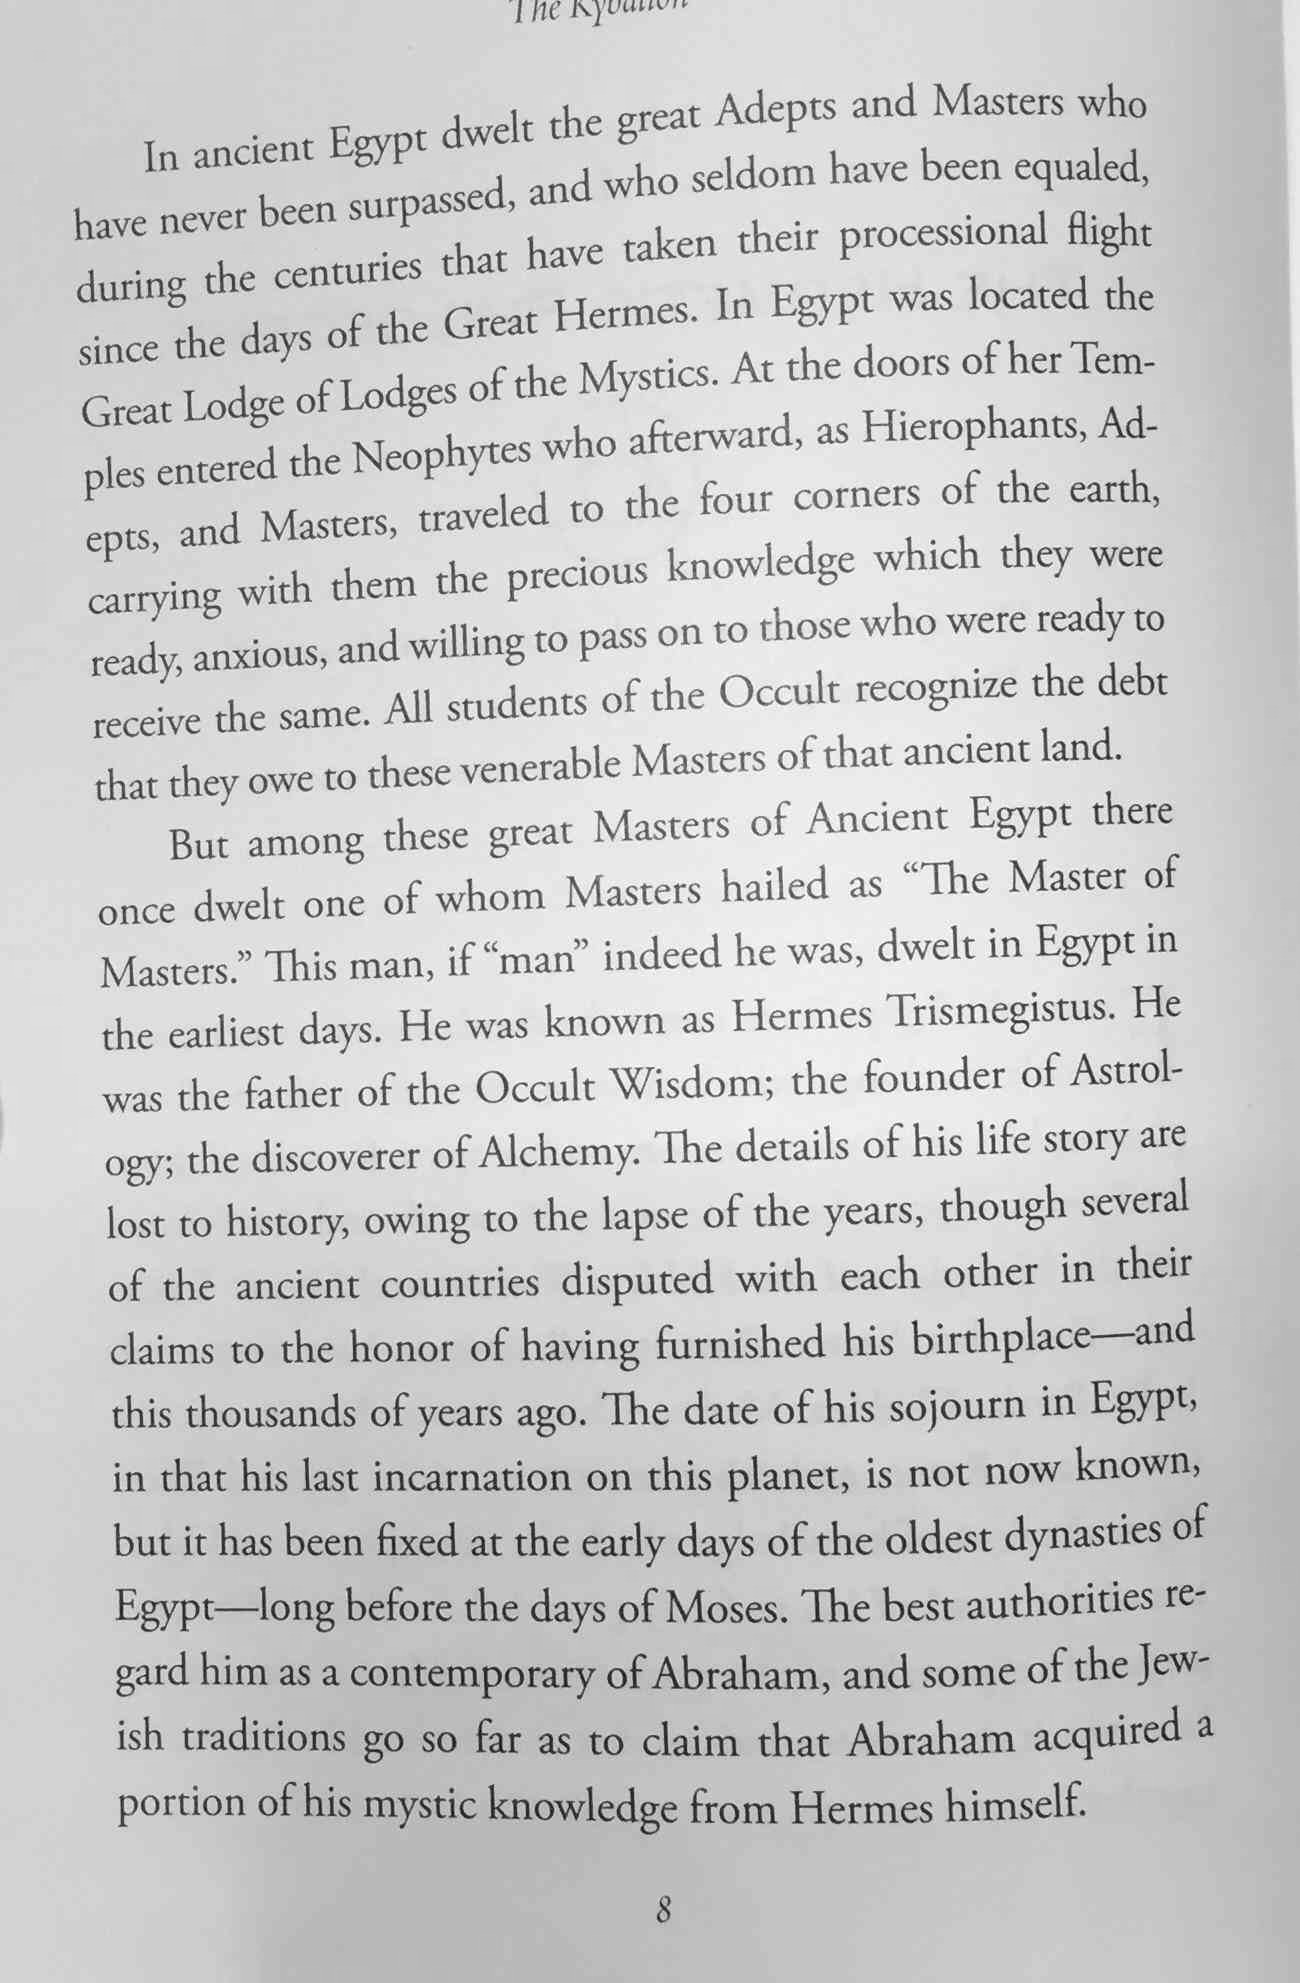 The Kybalion
In ancient Egypt dwelt the great Adepts and Masters who
have never been surpassed, and who seldom have been equaled,
during the centuries that have taken their processional flight
since the days of the Great Hermes. In Egypt was located the
Great Lodge of Lodges of the Mystics. At the doors of her Tem-
ples entered the Neophytes who afterward, as Hierophants, Ad-
epts, and Masters, traveled to the four corners of the earth,
carrying with them the precious knowledge which they were
ready, anxious, and willing to pass on to those who were ready to
receive the same. All students of the Occult recognize the debt
that they owe to these venerable Masters of that ancient land.
But among these great Masters of Ancient Egypt there
once dwelt one of whom Masters hailed as “The Master of
Masters.” This man, if “man” indeed he was, dwelt in Egypt in
the earliest days. He was known as Hermes Trismegistus. He
was the father of the Occult Wisdom; the founder of Astrol-
ogy; the discoverer of Alchemy. The details of his life story are
lost to history, owing to the lapse of the years, though several
of the ancient countries disputed with each other in their
claims to the honor of having furnished his birthplace—and
this thousands of years ago. The date of his sojourn in Egypt,
in that his last incarnation on this planet, is not now known,
but it has been fixed at the early days of the oldest dynasties of
Egypt—long before the days of Moses. The best authorities re-
gard him as a contemporary of Abraham, and some of the Jew-
ish traditions go so far as to claim that Abraham acquired a
portion of his mystic knowledge from Hermes himself.
8